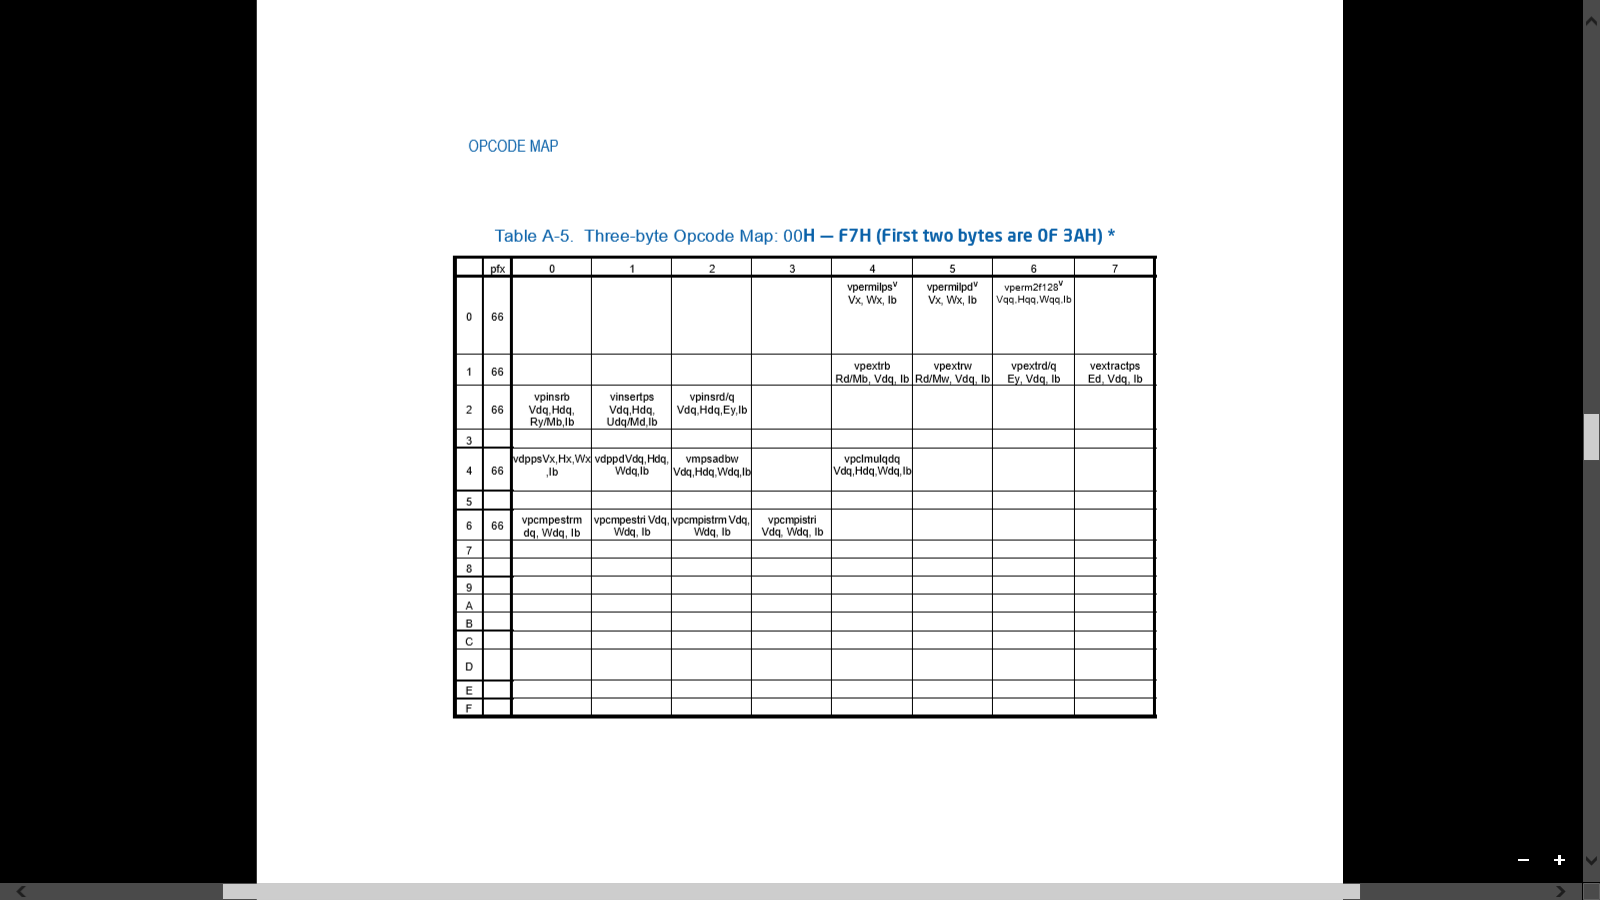 OPCODE MAP
Table A-5. Three-byte Opcode Map: 00H — F7H (First two bytes are 0F 3AH) *
pfx 0 1 2 3 4 5 6 7
0 66 vpermilpsᵛ Vx, Wx, Ib vpermilpdᵛ Vx, Wx, Ib vperm2f128ᵛ Vqq,Hqq,Wqq,Ib
1 66 vpextrb Rd/Mb, Vdq, Ib vpextrw Rd/Mw, Vdq, Ib vpextrd/q Ey, Vdq, Ib vextractps Ed, Vdq, Ib
2 66 vpinsrb Vdq,Hdq, Ry/Mb,Ib vinsertps Vdq,Hdq, Udq/Md,Ib vpinsrd/q Vdq,Hdq,Ey,Ib
3
4 66 vdppsVx,Hx,Wx ,Ib vdppdVdq,Hdq, Wdq,Ib vmpsadbw Vdq,Hdq,Wdq,Ib vpclmulqdq Vdq,Hdq,Wdq,Ib
5
6 66 vpcmpestrm dq, Wdq, Ib vpcmpestri Vdq, Wdq, Ib vpcmpistrm Vdq, Wdq, Ib vpcmpistri Vdq, Wdq, Ib
7
8
9
A
B
C
D
E
F